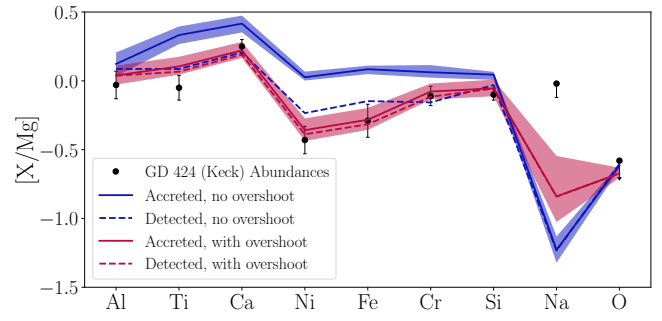 [X/Mg]
0.5
0.0
−0.5
−1.0
−1.5
GD 424 (Keck) Abundances
Accreted, no overshoot
Detected, no overshoot
Accreted, with overshoot
Detected, with overshoot
Al Ti Ca Ni Fe Cr Si Na O